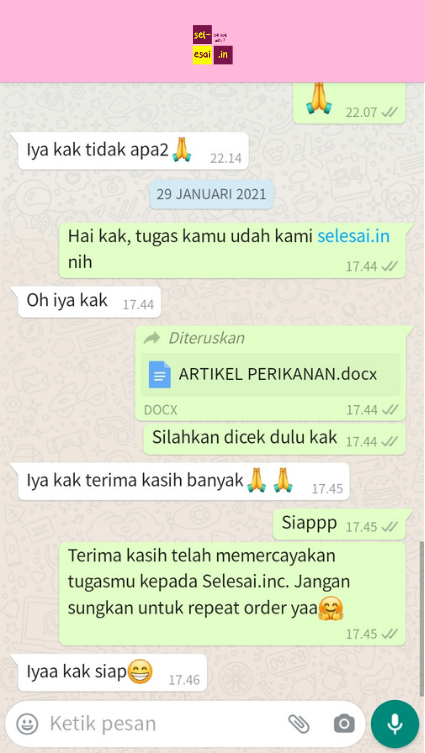 sel-
esai .in
22.07
Iya kak tidak apa2🙏
22.14
29 JANUARI 2021
Hai kak, tugas kamu udah kami selesai.in
nih
17.44
Oh iya kak
17.44
Diteruskan
ARTIKEL PERIKANAN.docx
DOCX
17.44
Silahkan dicek dulu kak
17.44
Iya kak terima kasih banyak🙏🙏
17.45
Siappp
17.45
Terima kasih telah memercayakan
tugasmu kepada Selesai.inc. Jangan
sungkan untuk repeat order yaa🤗
17.45
Iyaa kak siap😁
17.46
Ketik pesan